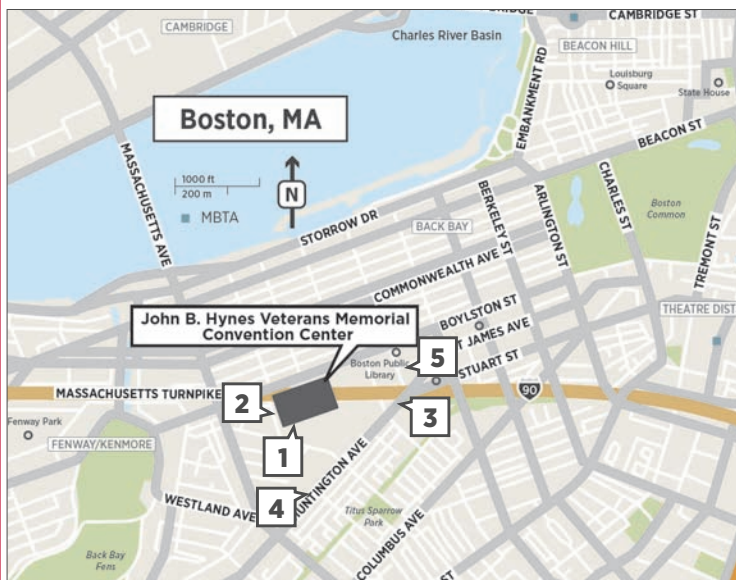 CAMBRIDGE ST
CAMBRIDGE
Charles River Basin
BEACON HILL
Louisburg
Square
State House
EMBANKMENT RD
Boston, MA
BEACON ST
MASSACHUSETTS AVE
1000 ft
200 m
N
MBTA
STORROW DR
BERKELEY ST
ARLINGTON ST
CHARLES ST
Boston
Common
TREMONT ST
BACK BAY
COMMONWEALTH AVE
John B. Hynes Veterans Memorial
Convention Center
BOYLSTON ST
THEATRE DIST
JAMES AVE
Boston Public
Library
5
STUART ST
MASSACHUSETTS TURNPIKE
90
2
3
Fenway Park
FENWAY/KENMORE
1
HUNTINGTON AVE
4
WESTLAND AVE
Titus Sparrow
Park
COLUMBUS AVE
Back Bay
Fens
ST